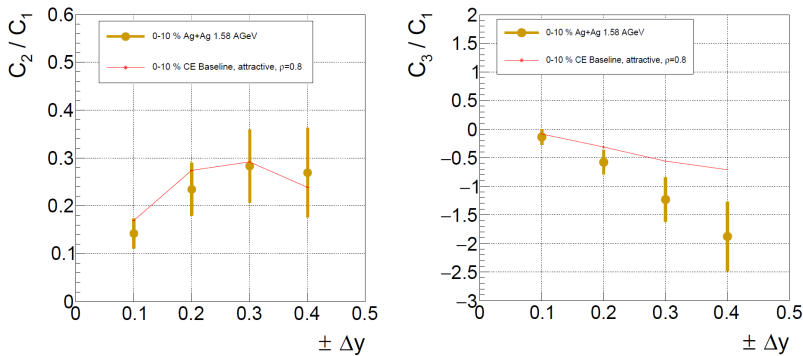 C2 / C1
0.6
0.5
0.4
0.3
0.2
0.1
0
0-10 % Ag+Ag 1.58 AGeV
0-10 % CE Baseline, attractive, ρ=0.8
0 0.1 0.2 0.3 0.4 0.5
± Δy
C3 / C1
2
1.5
1
0.5
0
−0.5
−1
−1.5
−2
−2.5
−3
0-10 % Ag+Ag 1.58 AGeV
0-10 % CE Baseline, attractive, ρ=0.8
0 0.1 0.2 0.3 0.4 0.5
± Δy